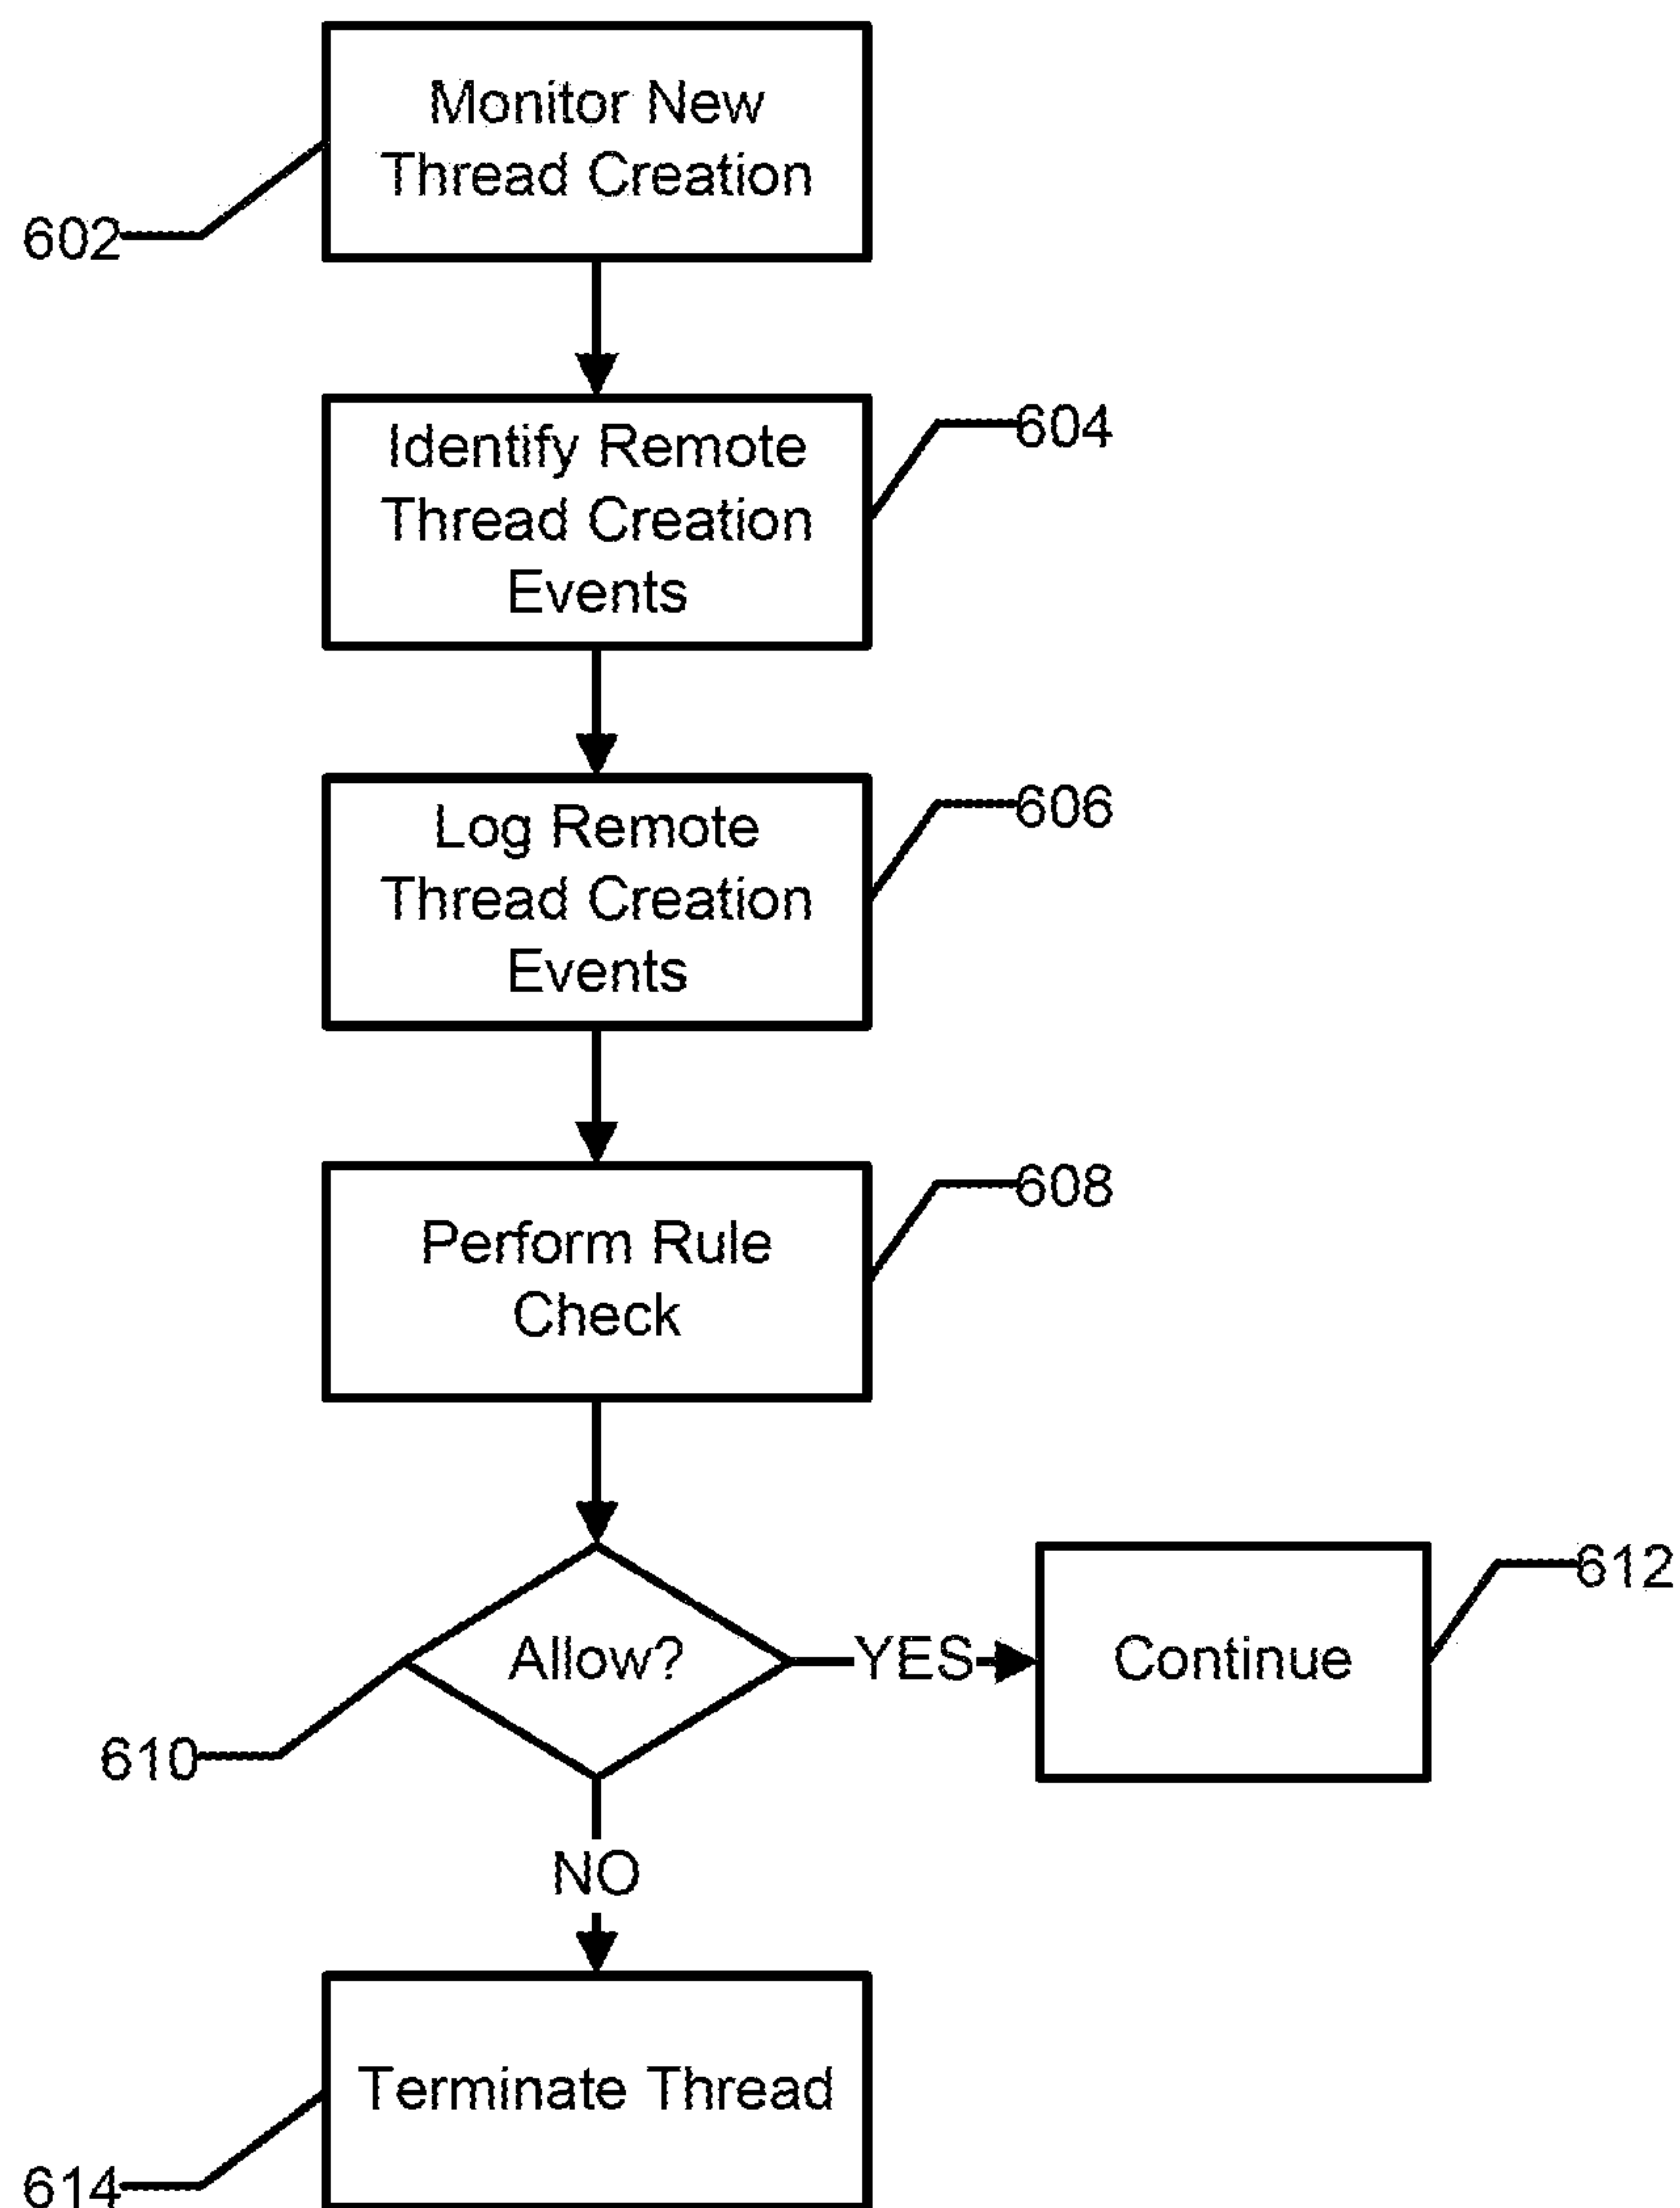 Monitor New
Thread Creation
602
Identify Remote
Thread Creation
Events
604
Log Remote
Thread Creation
Events
606
Perform Rule
Check
608
Allow?
610
YES
Continue
612
NO
Terminate Thread
614